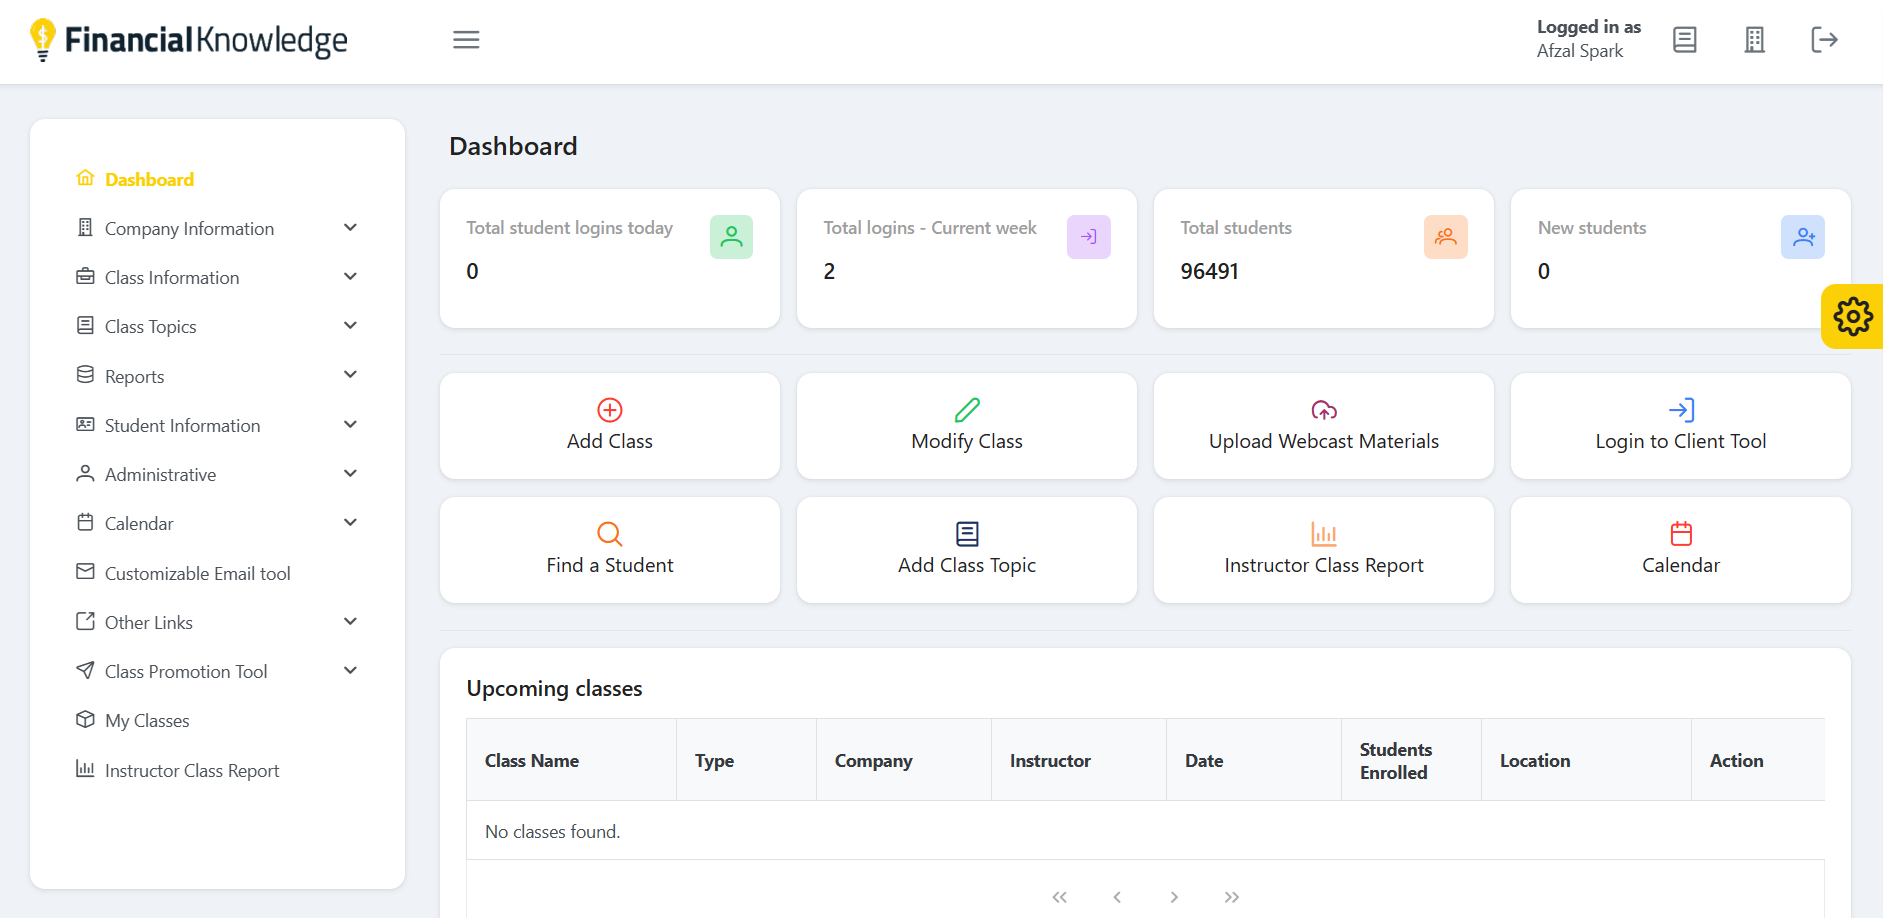 $ FinancialKnowledge
Logged in as
Afzal Spark
Dashboard
Company Information
Class Information
Class Topics
Reports
Student Information
Administrative
Calendar
Customizable Email tool
Other Links
Class Promotion Tool
My Classes
Instructor Class Report
Dashboard
Total student logins today
0
Total logins - Current week
2
Total students
96491
New students
0
Add Class
Modify Class
Upload Webcast Materials
Login to Client Tool
Find a Student
Add Class Topic
Instructor Class Report
Calendar
Upcoming classes
Class Name Type Company Instructor Date Students Enrolled Location Action
No classes found.